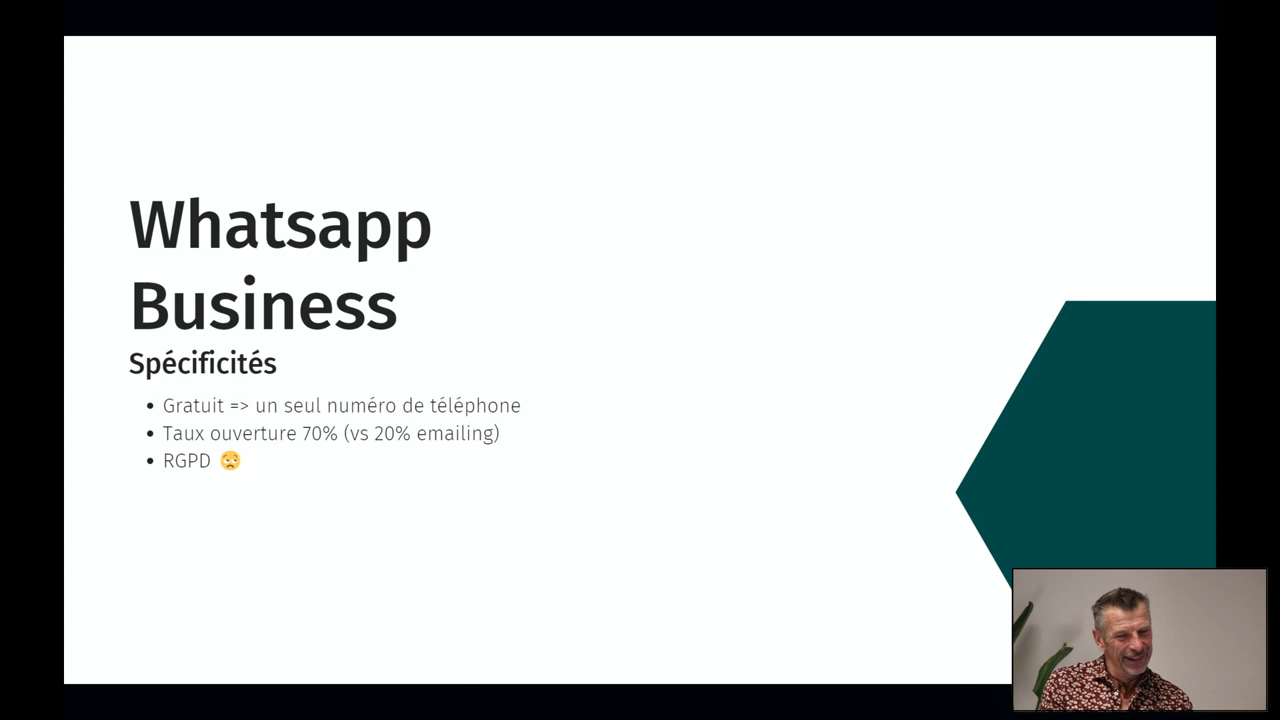 Whatsapp
Business
Spécificités
• Gratuit => un seul numéro de téléphone
• Taux ouverture 70% (vs 20% emailing)
• RGPD 😟